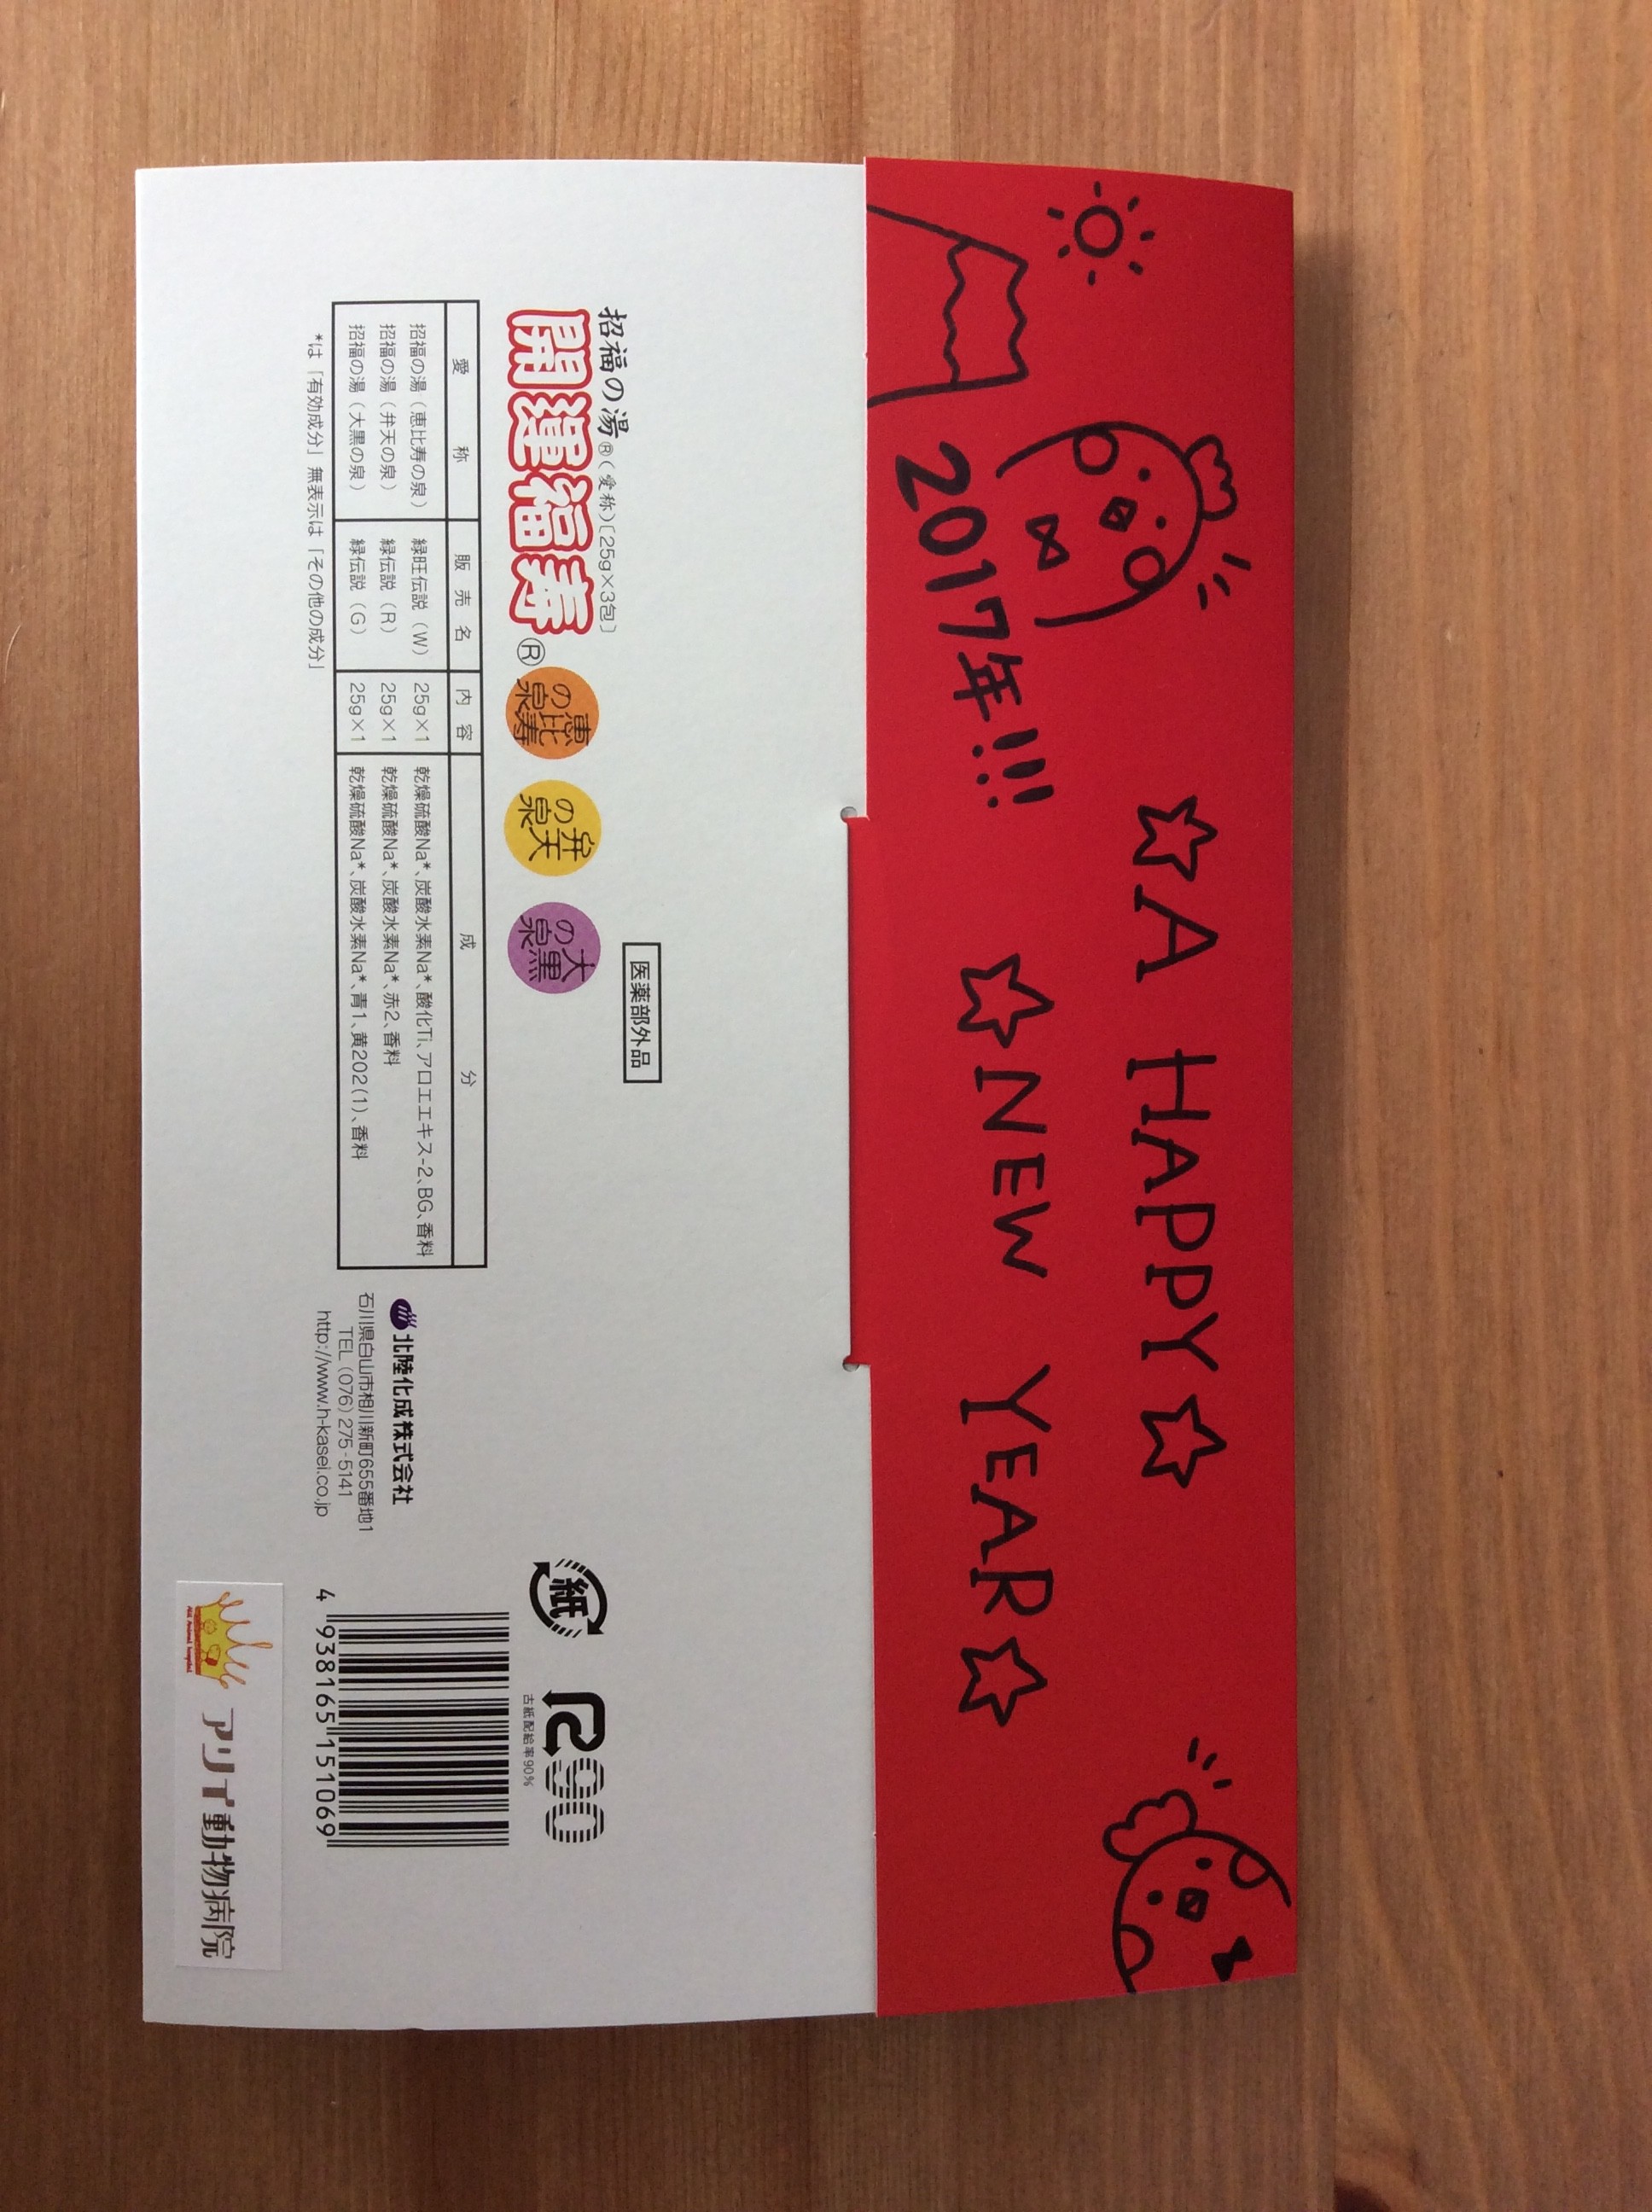 ☆A HAPPY☆
☆NEW YEAR☆
2017年!!!
医薬部外品
招福の湯®(愛称)〔25g×3包〕
開運福寿®
恵比寿の泉
弁天の泉
大黒の泉
愛称 販売名 内容 成分
招福の湯(恵比寿の泉) 緑旺伝説(W) 25g×1 乾燥硫酸Na*、炭酸水素Na*、酸化Ti、アロエエキス-2、BG、香料
招福の湯(弁天の泉) 緑伝説(R) 25g×1 乾燥硫酸Na*、炭酸水素Na*、赤2、香料
招福の湯(大黒の泉) 緑伝説(G) 25g×1 乾燥硫酸Na*、炭酸水素Na*、青1、黄202(1)、香料
*は「有効成分」無表示は「その他の成分」
北陸化成株式会社
石川県白山市相川新町655番地1
TEL (076) 275-5141
http://www.h-kasei.co.jp
紙
R90
古紙配給率90%
4 938165 151069
アリイ動物病院